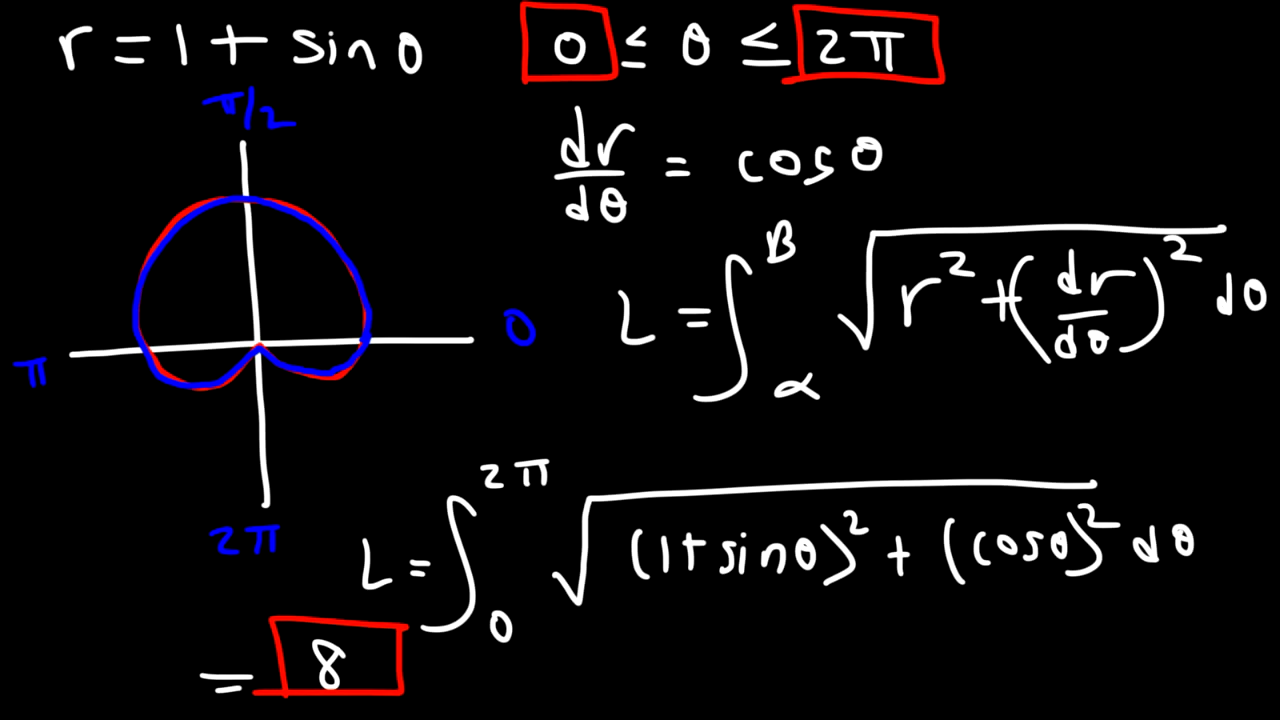 r = 1 + sin θ
0 ≤ θ ≤ 2π
π/2
dr/dθ = cos θ
L = ∫_α^β √(r² + (dr/dθ)²) dθ
0
π
2π
L = ∫_0^{2π} √((1 + sin θ)² + (cos θ)²) dθ
= 8